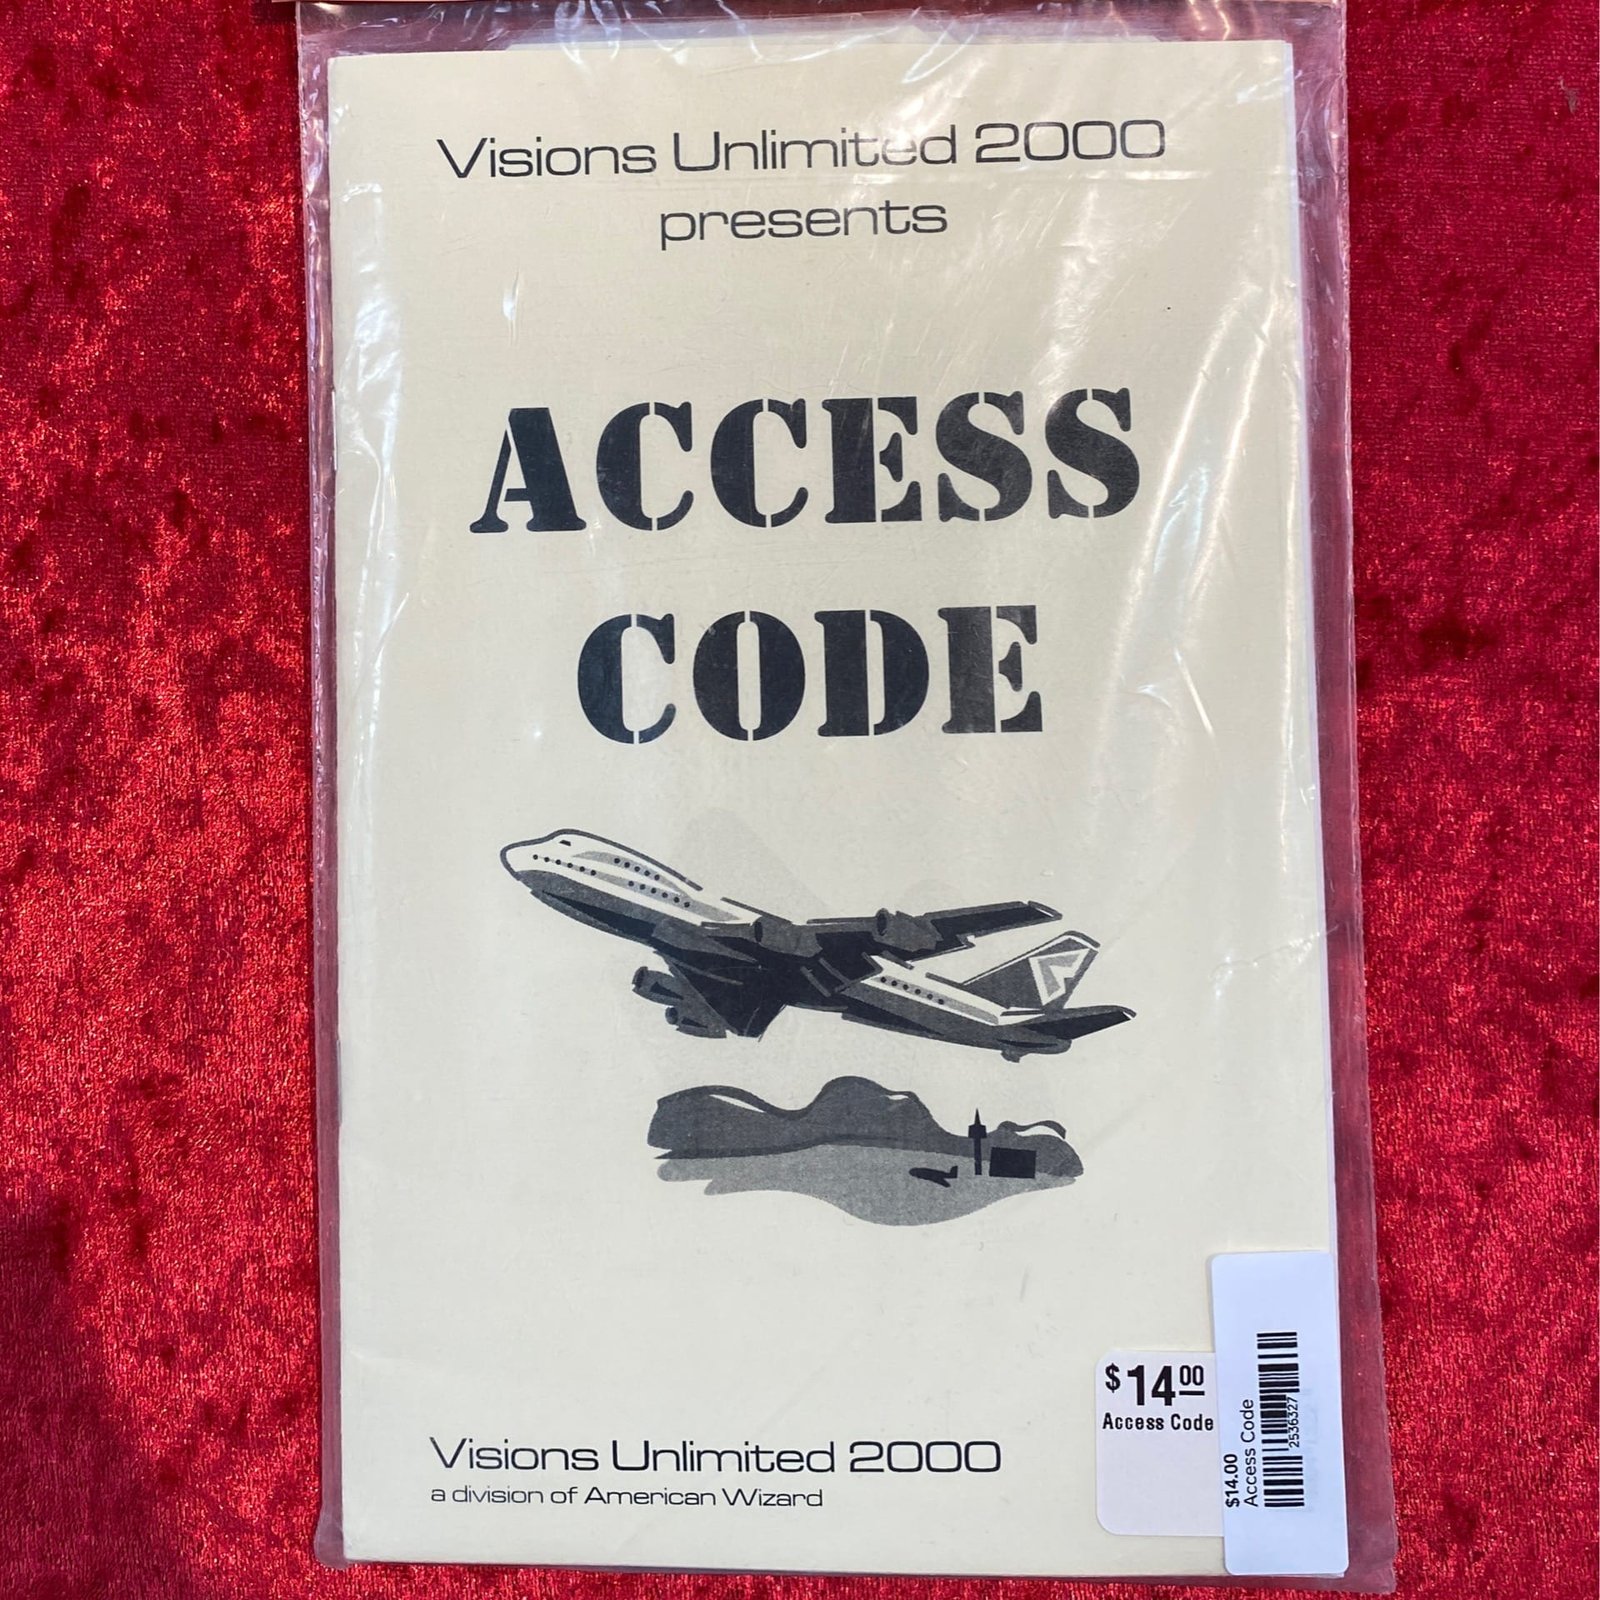 Visions Unlimited 2000
presents
ACCESS
CODE
Visions Unlimited 2000
a division of American Wizard
$14.00
Access Code
$14.00
Access Code
2536327